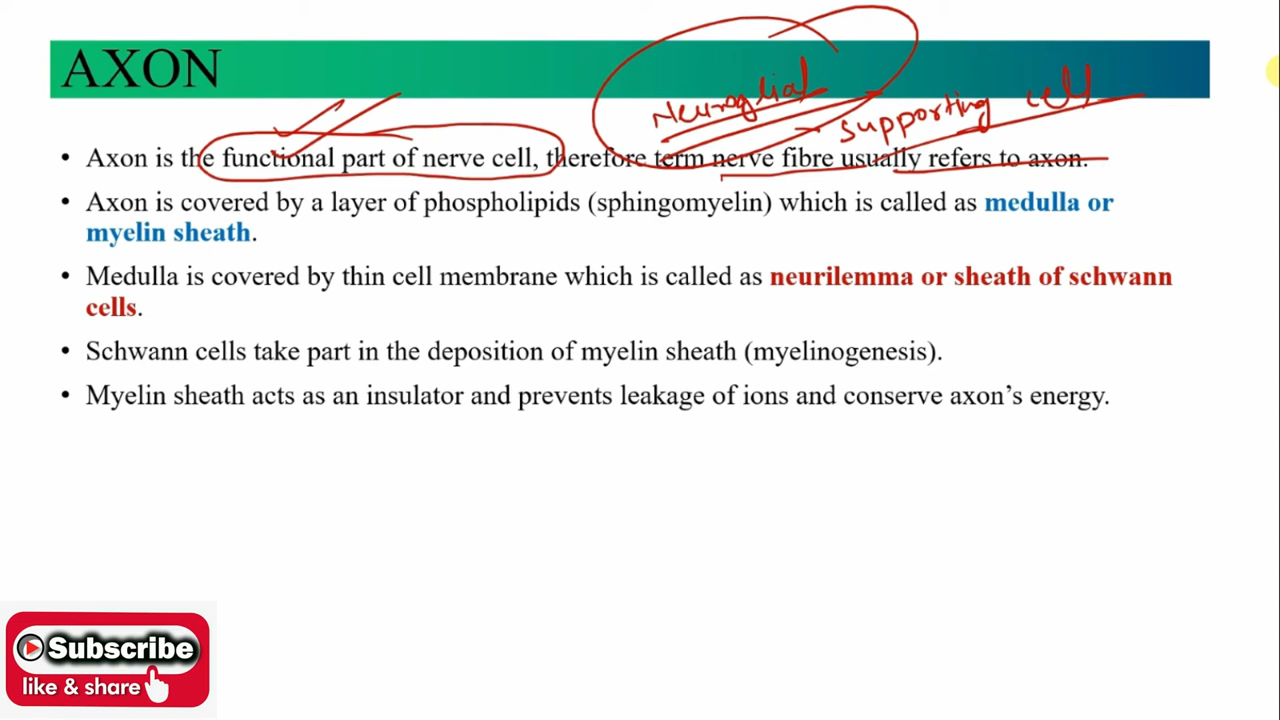 AXON
Neuroglial
supporting cell
• Axon is the functional part of nerve cell, therefore term nerve fibre usually refers to axon.
• Axon is covered by a layer of phospholipids (sphingomyelin) which is called as medulla or
myelin sheath.
• Medulla is covered by thin cell membrane which is called as neurilemma or sheath of schwann
cells.
• Schwann cells take part in the deposition of myelin sheath (myelinogenesis).
• Myelin sheath acts as an insulator and prevents leakage of ions and conserve axon’s energy.
Subscribe
like & share